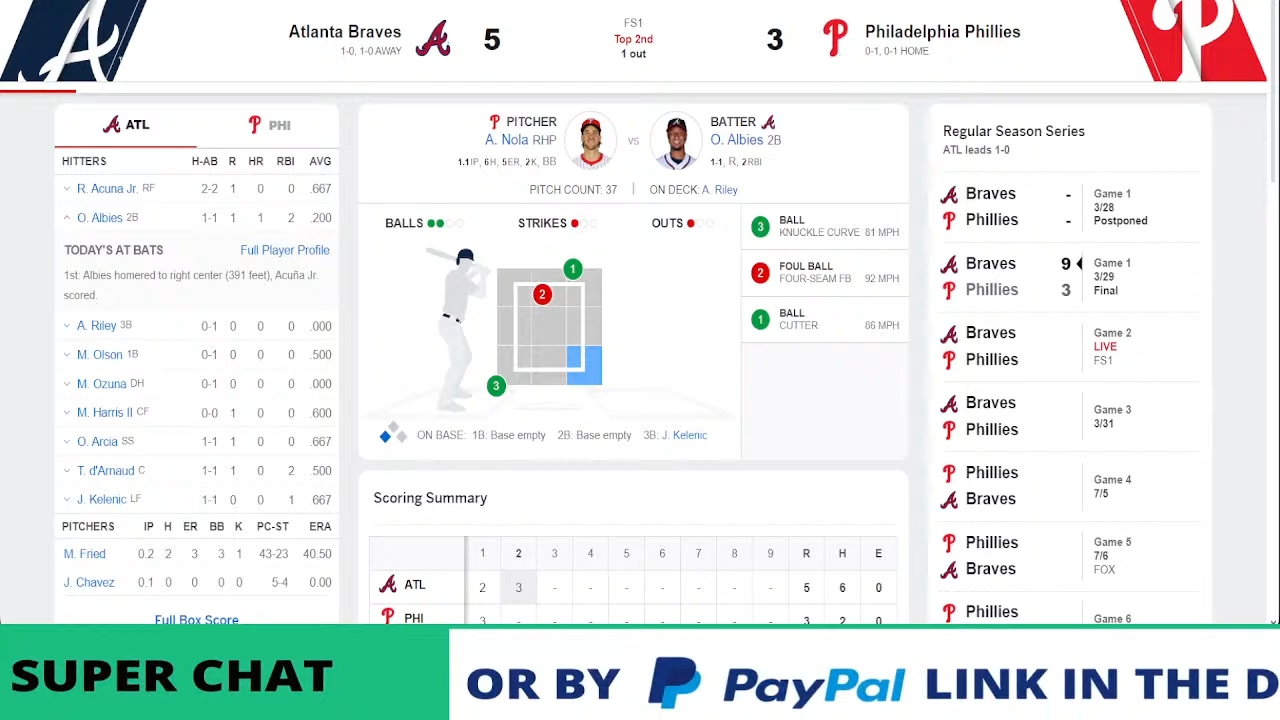 Atlanta Braves
1-0, 1-0 AWAY
5
FS1
Top 2nd
1 out
3
Philadelphia Phillies
0-1, 0-1 HOME
ATL
PHI
HITTERS H-AB R HR RBI AVG
R. Acuna Jr. RF 2-2 1 0 0 .667
O. Albies 2B 1-1 1 1 2 .200
TODAY'S AT BATS Full Player Profile
1st: Albies homered to right center (391 feet), Acuña Jr.
scored.
A. Riley 3B 0-1 0 0 0 .000
M. Olson 1B 0-1 0 0 0 .500
M. Ozuna DH 0-1 0 0 0 .000
M. Harris II CF 0-0 1 0 0 .600
O. Arcia SS 1-1 1 0 0 .667
T. d'Arnaud C 1-1 1 0 2 .500
J. Kelenic LF 1-1 0 0 1 .667
PITCHERS IP H ER BB K PC-ST ERA
M. Fried 0.2 2 3 3 1 43-23 40.50
J. Chavez 0.1 0 0 0 0 5-4 0.00
Full Box Score
PITCHER
A. Nola RHP
1.1IP, 6H, 5ER, 2K, BB
VS
BATTER
O. Albies 2B
1-1, R, 2RBI
PITCH COUNT: 37
ON DECK: A. Riley
BALLS STRIKES OUTS
1
2
3
ON BASE: 1B: Base empty 2B: Base empty 3B: J. Kelenic
3 BALL
KNUCKLE CURVE 81 MPH
2 FOUL BALL
FOUR-SEAM FB 92 MPH
1 BALL
CUTTER 86 MPH
Scoring Summary
1 2 3 4 5 6 7 8 9 R H E
ATL 2 3 - - - - - - - 5 6 0
PHI 3 - - - - - - - - 3 2 0
Regular Season Series
ATL leads 1-0
Braves - Game 1
3/28
Phillies - Postponed
Braves 9 Game 1
3/29
Phillies 3 Final
Braves Game 2
LIVE
Phillies FS1
Braves Game 3
3/31
Phillies
Phillies Game 4
7/5
Braves
Phillies Game 5
7/6
Braves FOX
Phillies Game 6
SUPER CHAT
OR BY PayPal LINK IN THE D